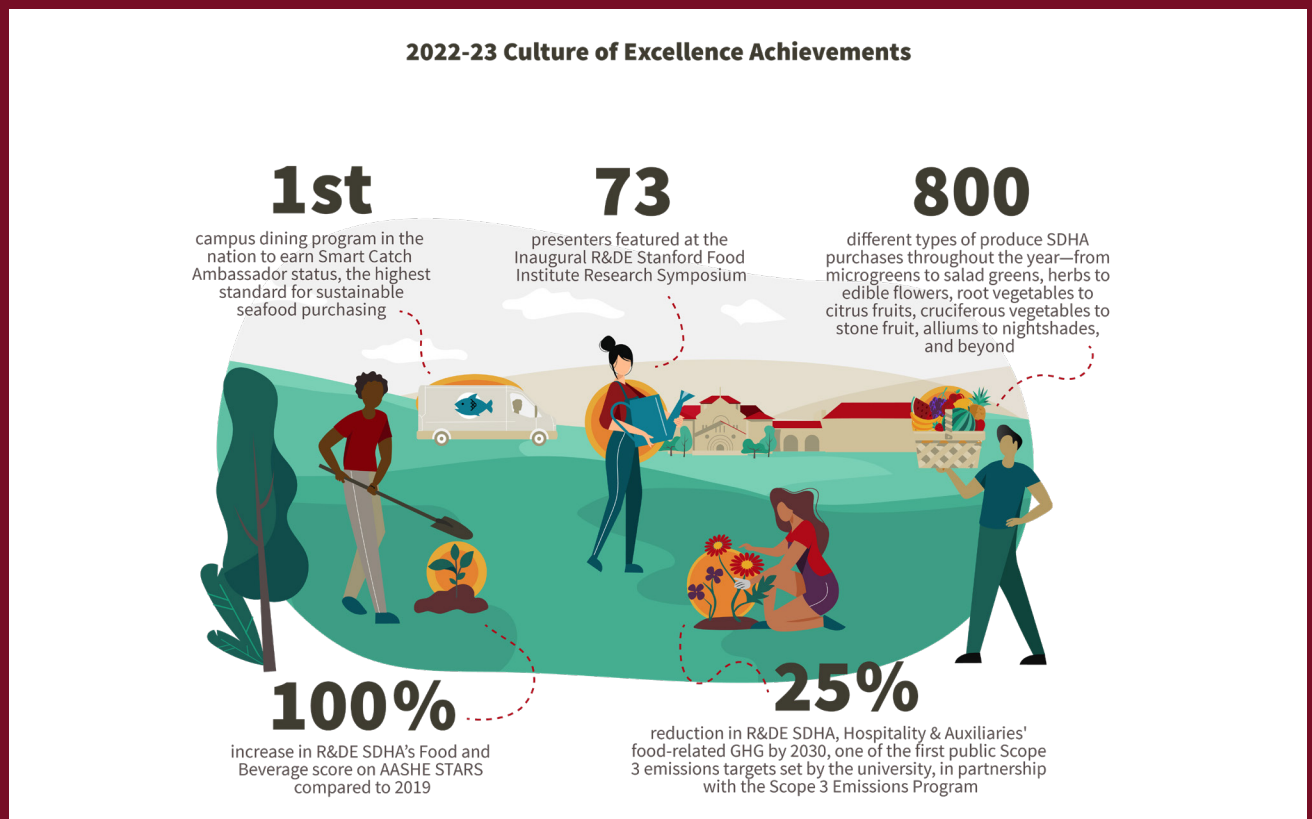 2022-23 Culture of Excellence Achievements
1st
campus dining program in the
nation to earn Smart Catch
Ambassador status, the highest
standard for sustainable
seafood purchasing
73
presenters featured at the
Inaugural R&DE Stanford Food
Institute Research Symposium
800
different types of produce SDHA
purchases throughout the year—from
microgreens to salad greens, herbs to
edible flowers, root vegetables to
citrus fruits, cruciferous vegetables to
stone fruit, alliums to nightshades,
and beyond
100%
increase in R&DE SDHA’s Food and
Beverage score on AASHE STARS
compared to 2019
25%
reduction in R&DE SDHA, Hospitality & Auxiliaries'
food-related GHG by 2030, one of the first public Scope
3 emissions targets set by the university, in partnership
with the Scope 3 Emissions Program